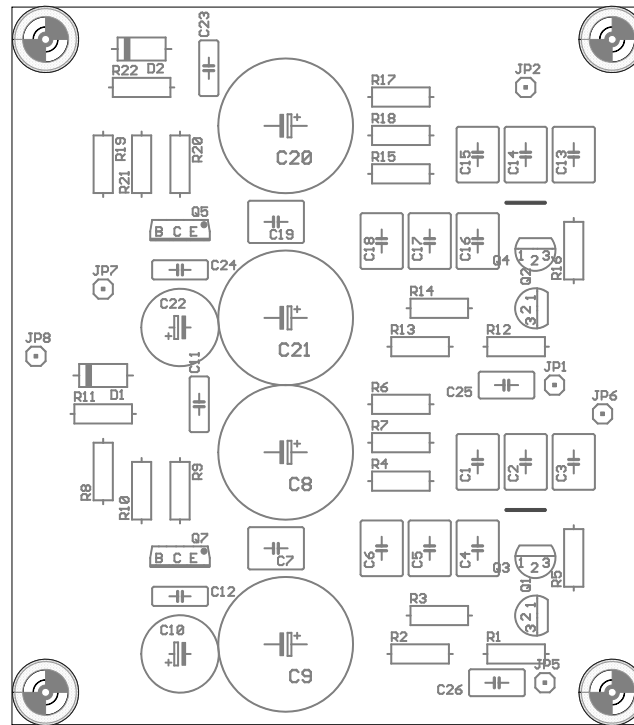 C23
R22 D2
C20
R17
R18
R15
JP2
R19
R21
R20
C15
C14
C13
Q5
B C E
C19
C18
C17
C16
Q4
1 2 3
R16
JP7
C24
C22
C21
Q2
3 2 1
R14
R13
R12
JP8
C11
R11 D1
C25
JP1
JP6
R6
R7
R4
C8
C1
C2
C3
R8
R10
R9
Q7
B C E
C7
C6
C5
C4
Q3
1 2 3
R5
C12
C10
C9
Q1
3 2 1
R3
R2
R1
C26
JP5
+
+
+
+
+
+